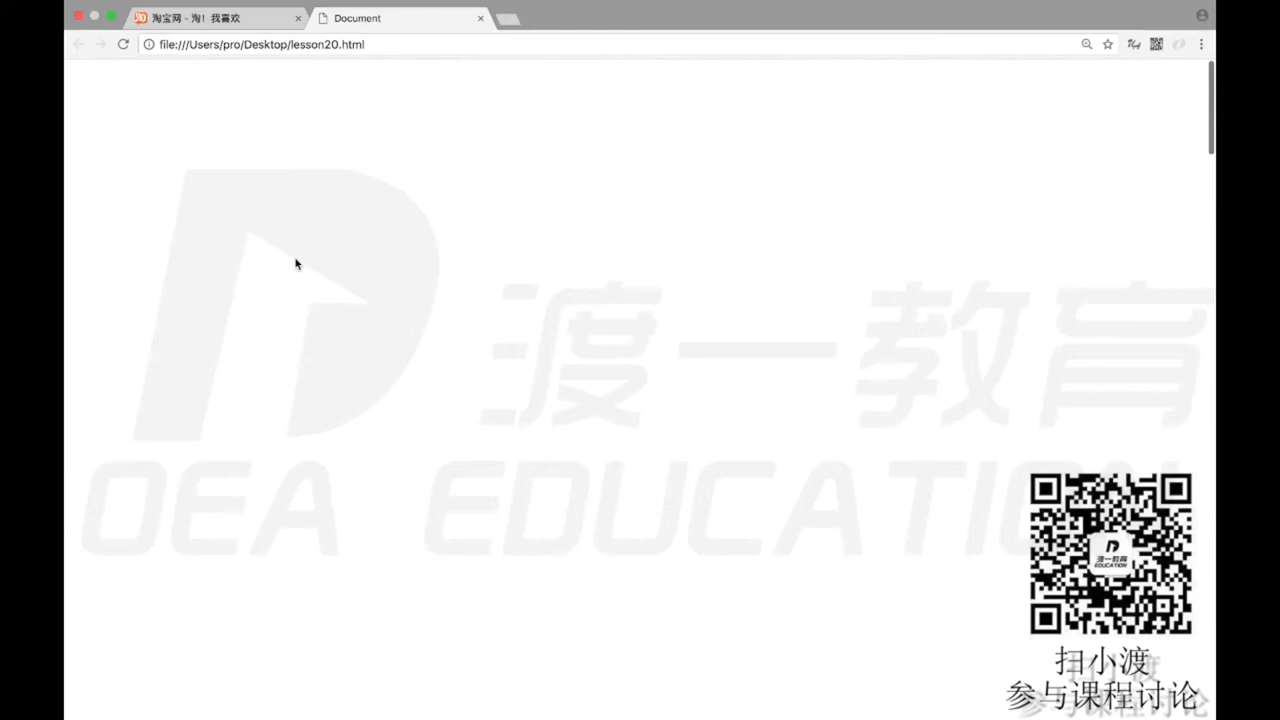 淘宝网 - 淘！我喜欢
Document
file:///Users/pro/Desktop/lesson20.html
渡一教育
OEA EDUCATION
渡一教育
EDUCATION
扫小渡
参与课程讨论